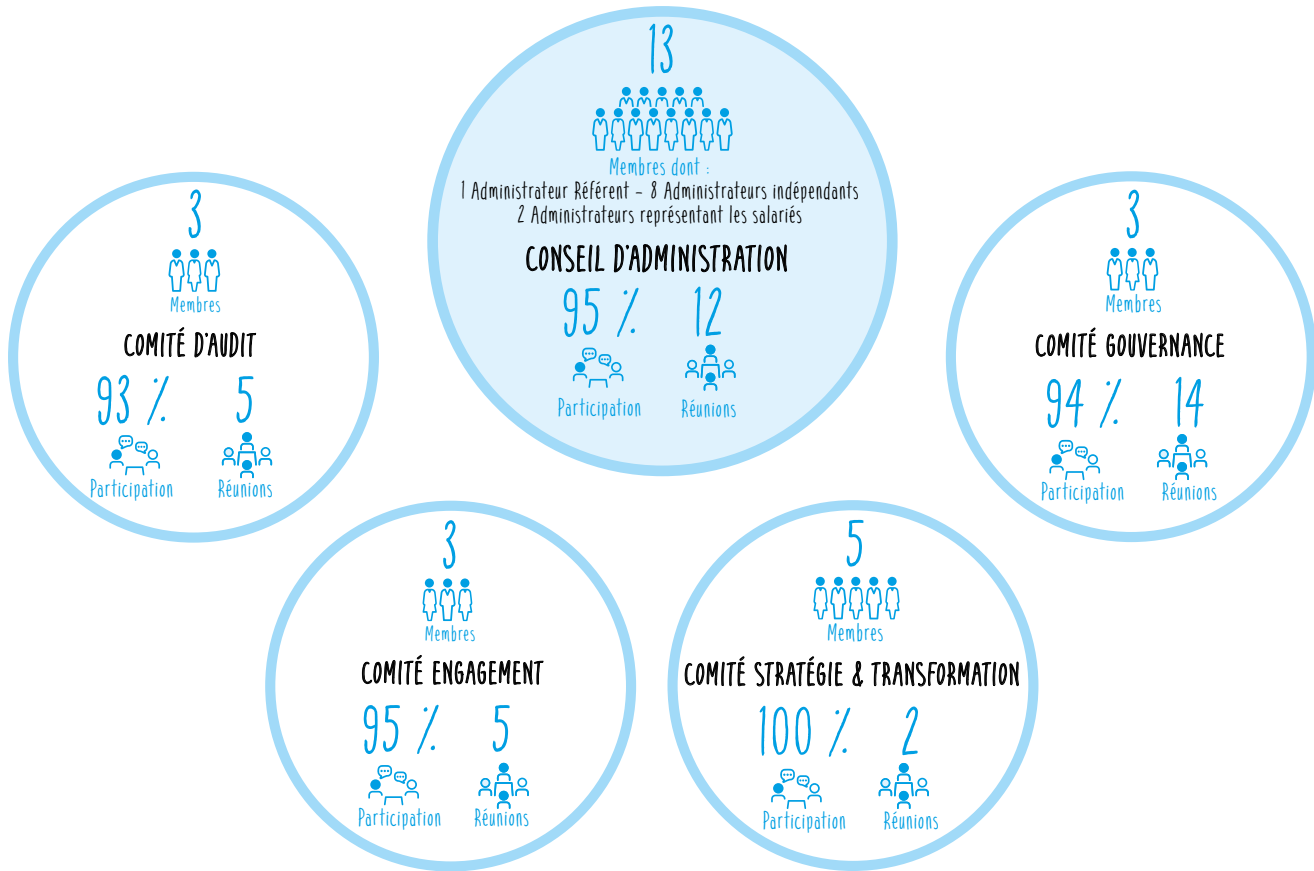 13
Membres dont :
1 Administrateur Référent - 8 Administrateurs indépendants
2 Administrateurs représentant les salariés
CONSEIL D'ADMINISTRATION
95 % 12
Participation Réunions
3
Membres
COMITÉ D'AUDIT
93 % 5
Participation Réunions
3
Membres
COMITÉ GOUVERNANCE
94 % 14
Participation Réunions
3
Membres
COMITÉ ENGAGEMENT
95 % 5
Participation Réunions
5
Membres
COMITÉ STRATÉGIE & TRANSFORMATION
100 % 2
Participation Réunions